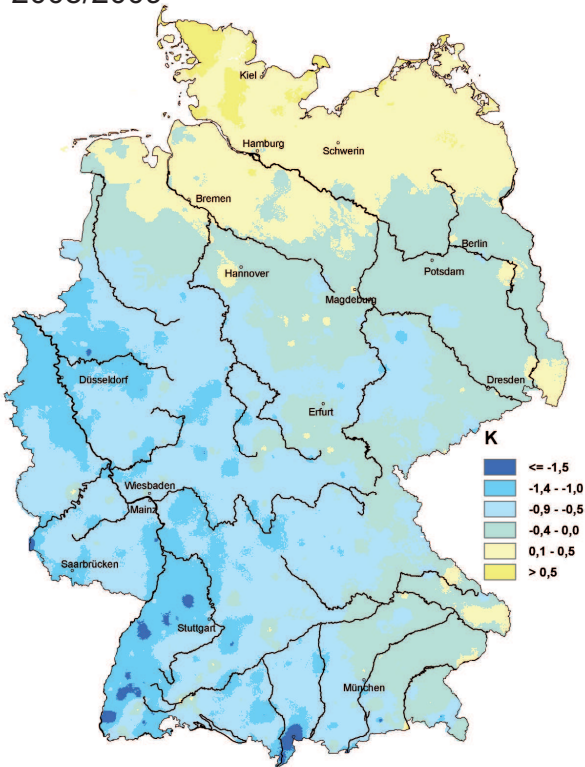 Kiel
Hamburg
Schwerin
Bremen
Berlin
Hannover
Potsdam
Magdeburg
Düsseldorf
Dresden
Erfurt
K
<= -1,5
-1,4 - -1,0
-0,9 - -0,5
-0,4 - 0,0
0,1 - 0,5
> 0,5
Wiesbaden
Mainz
Saarbrücken
Stuttgart
München